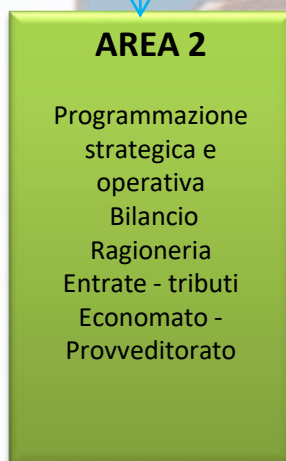 AREA 2
Programmazione
strategica e
operativa
Bilancio
Ragioneria
Entrate - tributi
Economato -
Provveditorato